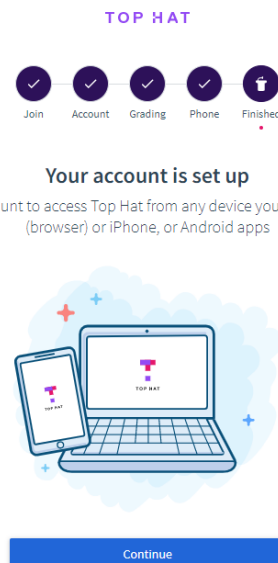 TOP HAT
Join Account Grading Phone Finished
Your account is set up
unt to access Top Hat from any device you
(browser) or iPhone, or Android apps
TOP HAT
TOP HAT
Continue